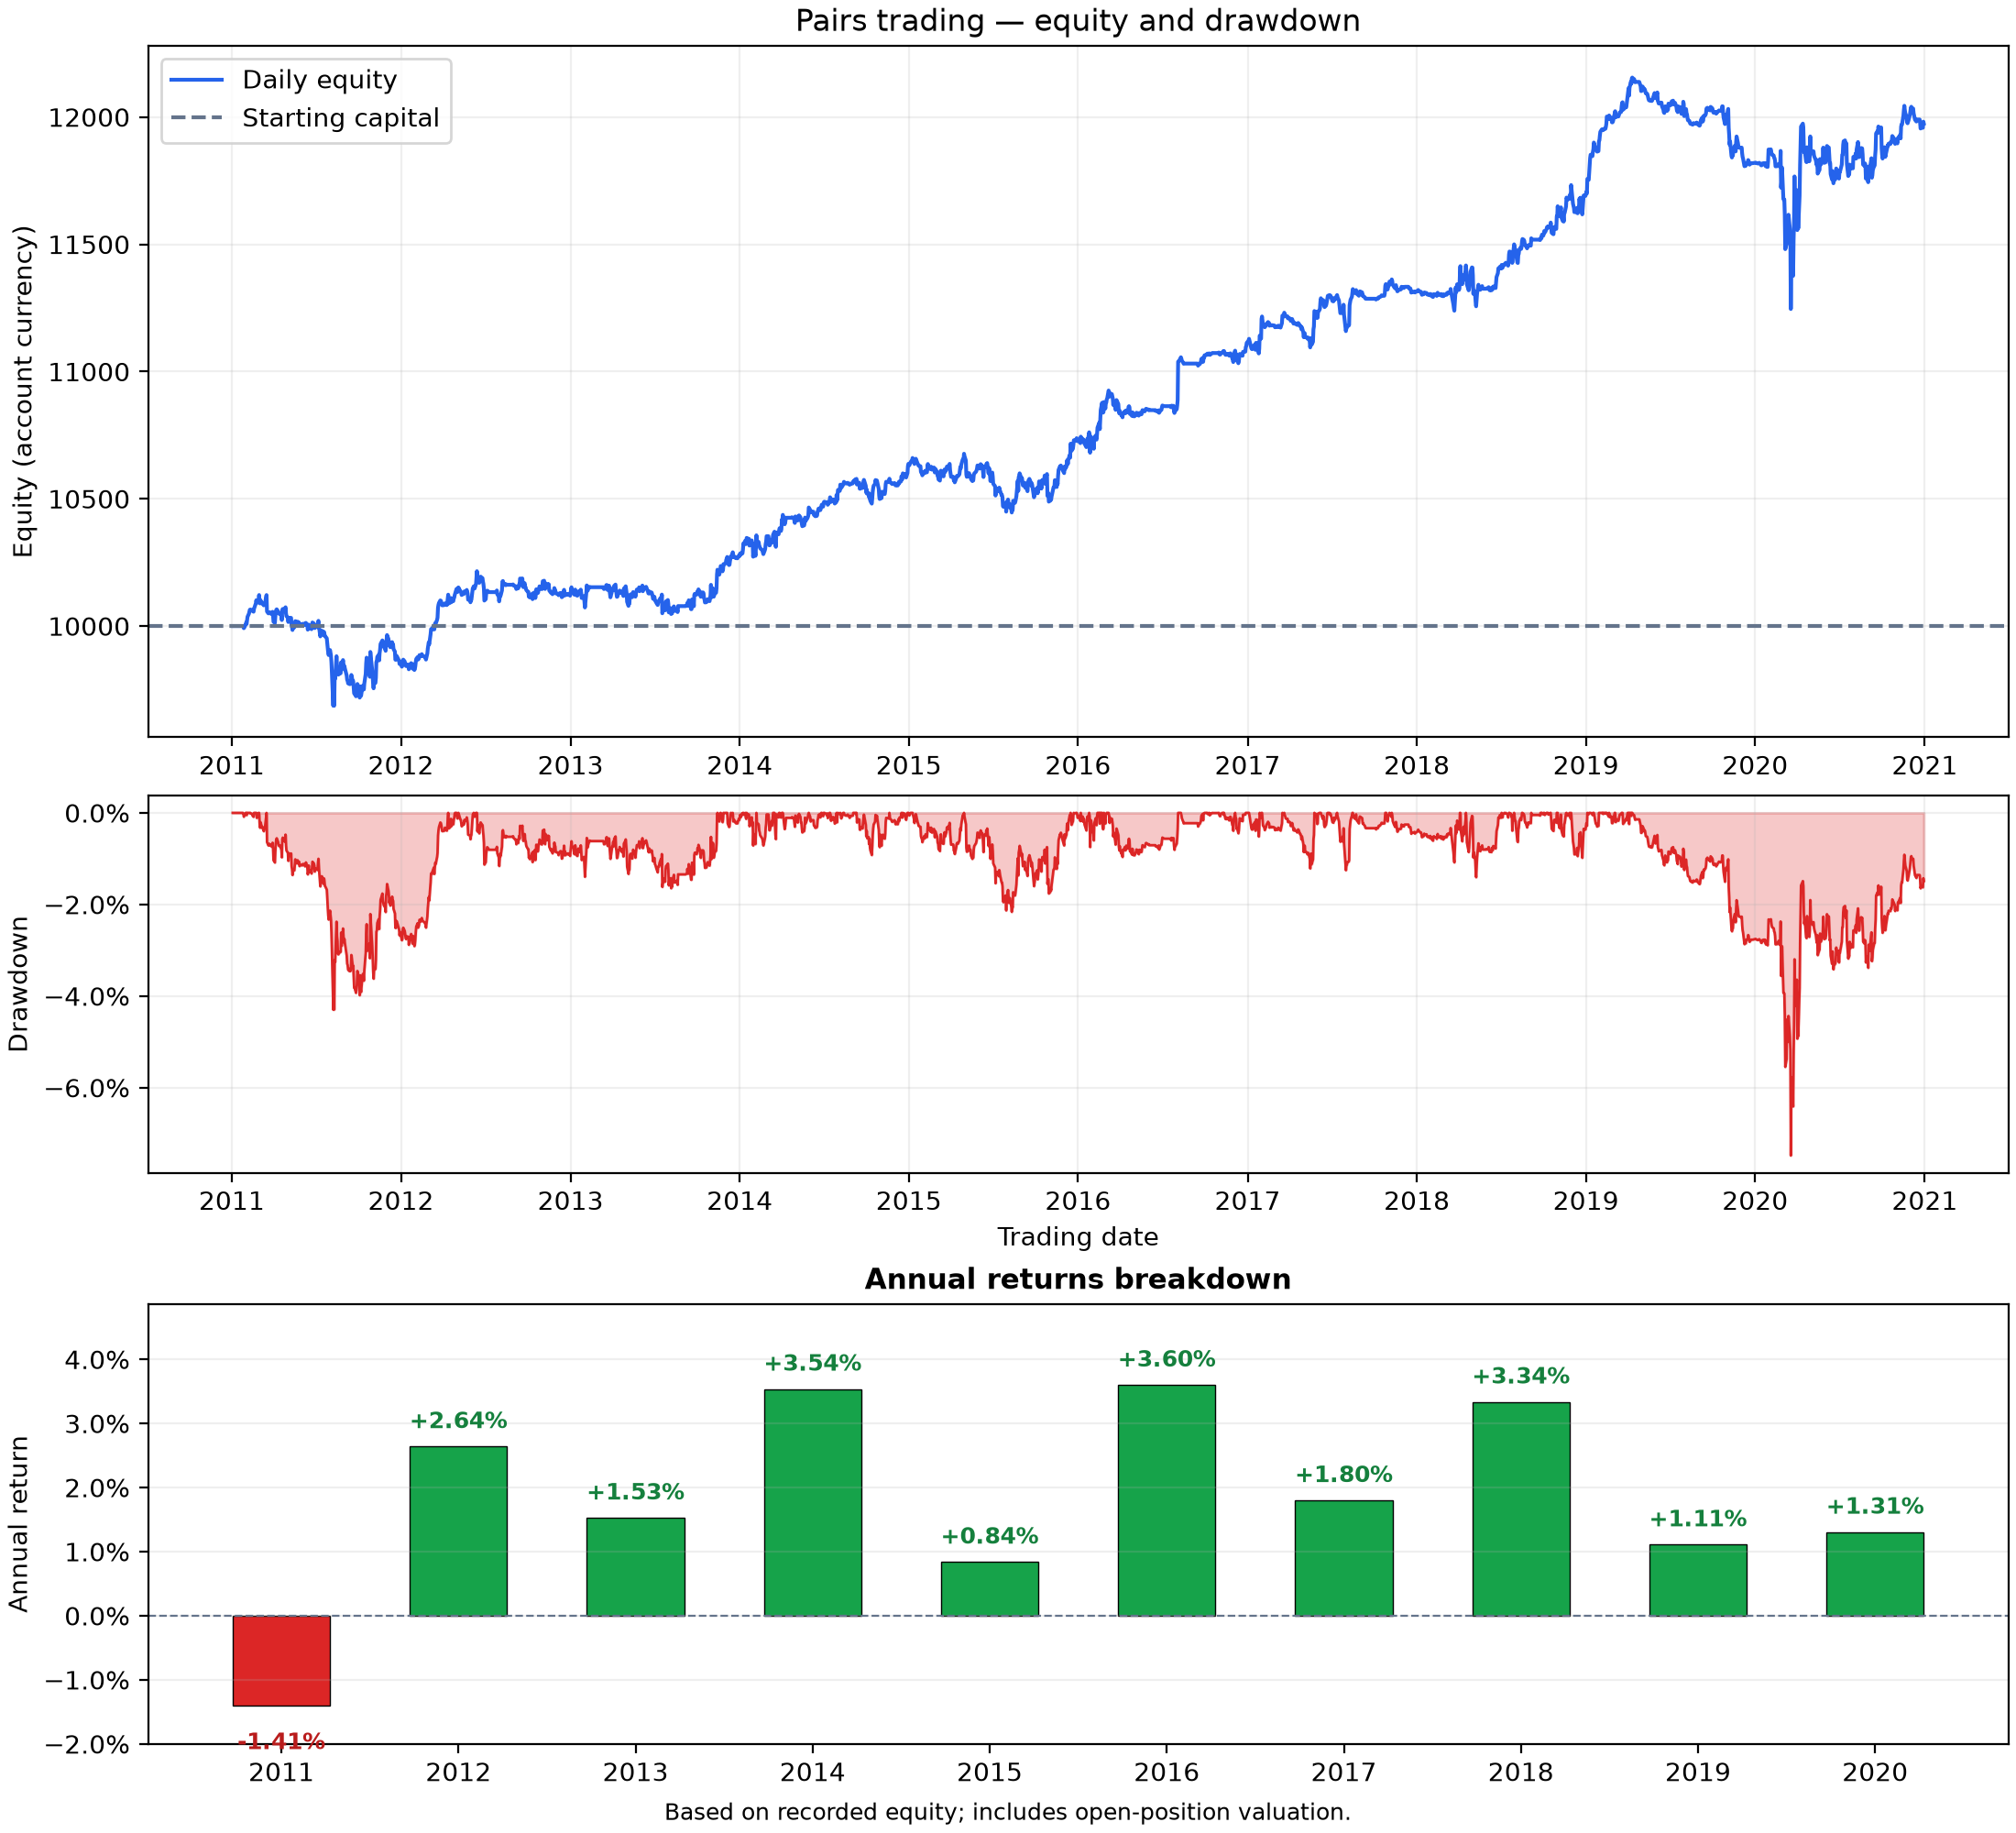 Pairs trading — equity and drawdown
Daily equity
Starting capital
Equity (account currency)
12000
11500
11000
10500
10000
2011 2012 2013 2014 2015 2016 2017 2018 2019 2020 2021
Drawdown
0.0%
−2.0%
−4.0%
−6.0%
2011 2012 2013 2014 2015 2016 2017 2018 2019 2020 2021
Trading date
Annual returns breakdown
Annual return
4.0%
3.0%
2.0%
1.0%
0.0%
−1.0%
−2.0%
-1.41%
+2.64%
+1.53%
+3.54%
+0.84%
+3.60%
+1.80%
+3.34%
+1.11%
+1.31%
2011 2012 2013 2014 2015 2016 2017 2018 2019 2020
Based on recorded equity; includes open-position valuation.